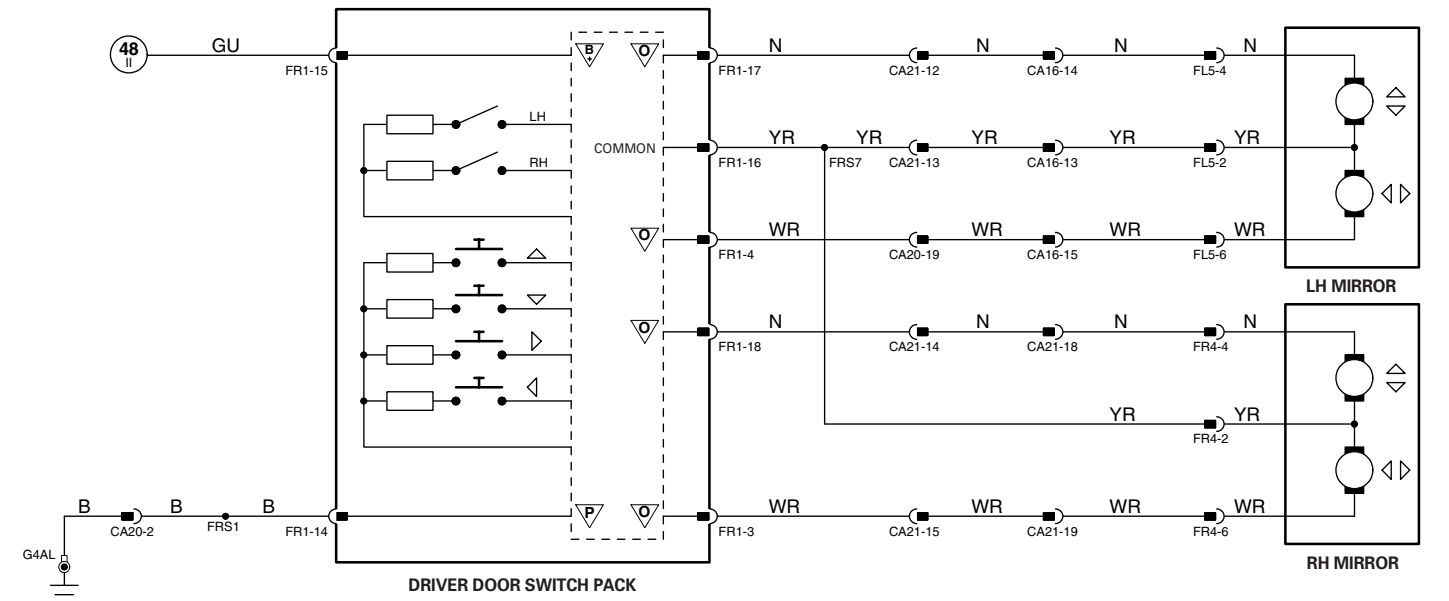 48
II
GU
FR1-15
B
+
O
FR1-17
N
CA21-12
N
CA16-14
N
FL5-4
N
LH
RH
COMMON
FR1-16
YR
FRS7
YR
CA21-13
YR
CA16-13
YR
FL5-2
YR
O
FR1-4
WR
CA20-19
WR
CA16-15
WR
FL5-6
WR
LH MIRROR
O
FR1-18
N
CA21-14
N
CA21-18
N
FR4-4
N
YR
FR4-2
YR
B
CA20-2
B
FRS1
B
FR1-14
P
O
FR1-3
WR
CA21-15
WR
CA21-19
WR
FR4-6
WR
G4AL
RH MIRROR
DRIVER DOOR SWITCH PACK